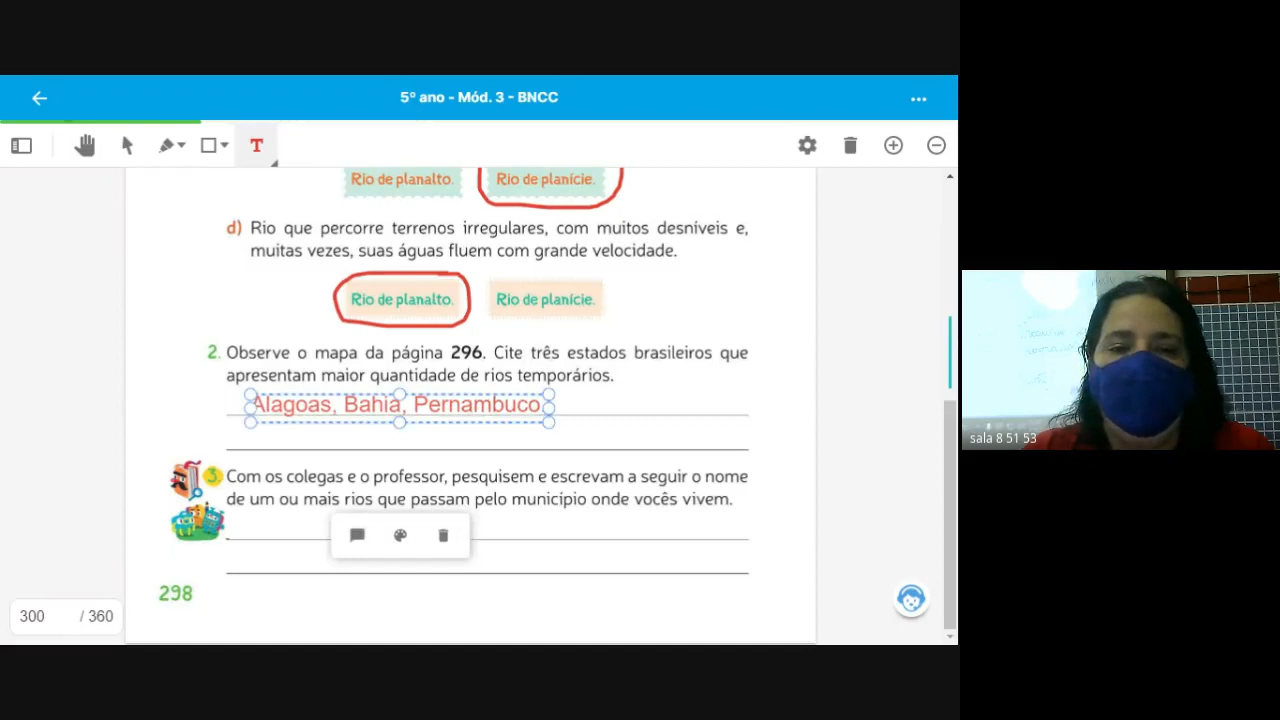 5º ano - Mód. 3 - BNCC
T
Rio de planalto. Rio de planície.
d) Rio que percorre terrenos irregulares, com muitos desníveis e,
muitas vezes, suas águas fluem com grande velocidade.
Rio de planalto. Rio de planície.
2. Observe o mapa da página 296. Cite três estados brasileiros que
apresentam maior quantidade de rios temporários.
Alagoas, Bahia, Pernambuco
3. Com os colegas e o professor, pesquisem e escrevam a seguir o nome
de um ou mais rios que passam pelo município onde vocês vivem.
298
300 / 360
sala 8 51 53